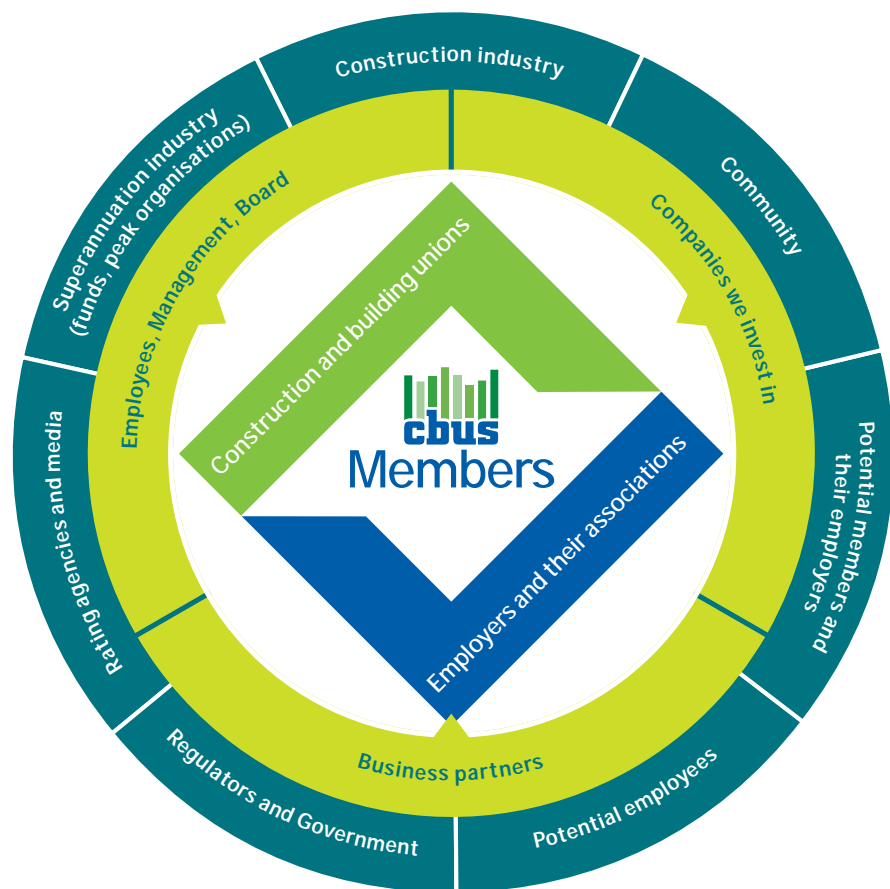 Construction industry
Community
Potential members and
their employers
Potential employees
Regulators and Government
Rating agencies and media
Superannuation industry
(funds, peak organisations)
Employees, Management, Board
Companies we invest in
Business partners
Construction and building unions
Employers and their associations
cbus
Members